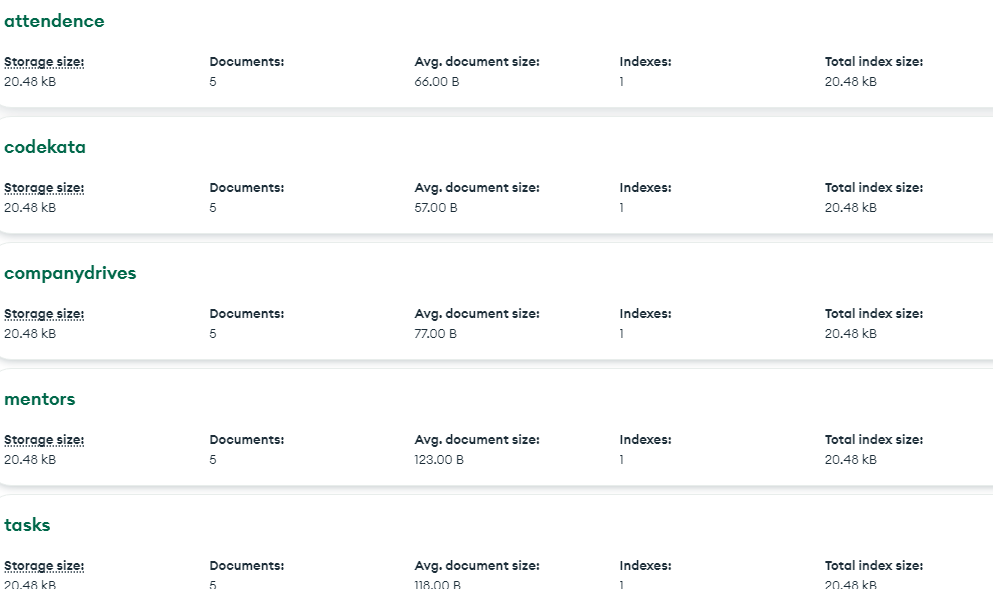 attendence
Storage size: Documents: Avg. document size: Indexes: Total index size:
20.48 kB 5 66.00 B 1 20.48 kB
codekata
Storage size: Documents: Avg. document size: Indexes: Total index size:
20.48 kB 5 57.00 B 1 20.48 kB
companydrives
Storage size: Documents: Avg. document size: Indexes: Total index size:
20.48 kB 5 77.00 B 1 20.48 kB
mentors
Storage size: Documents: Avg. document size: Indexes: Total index size:
20.48 kB 5 123.00 B 1 20.48 kB
tasks
Storage size: Documents: Avg. document size: Indexes: Total index size:
20.48 kB 5 118.00 B 1 20.48 kB